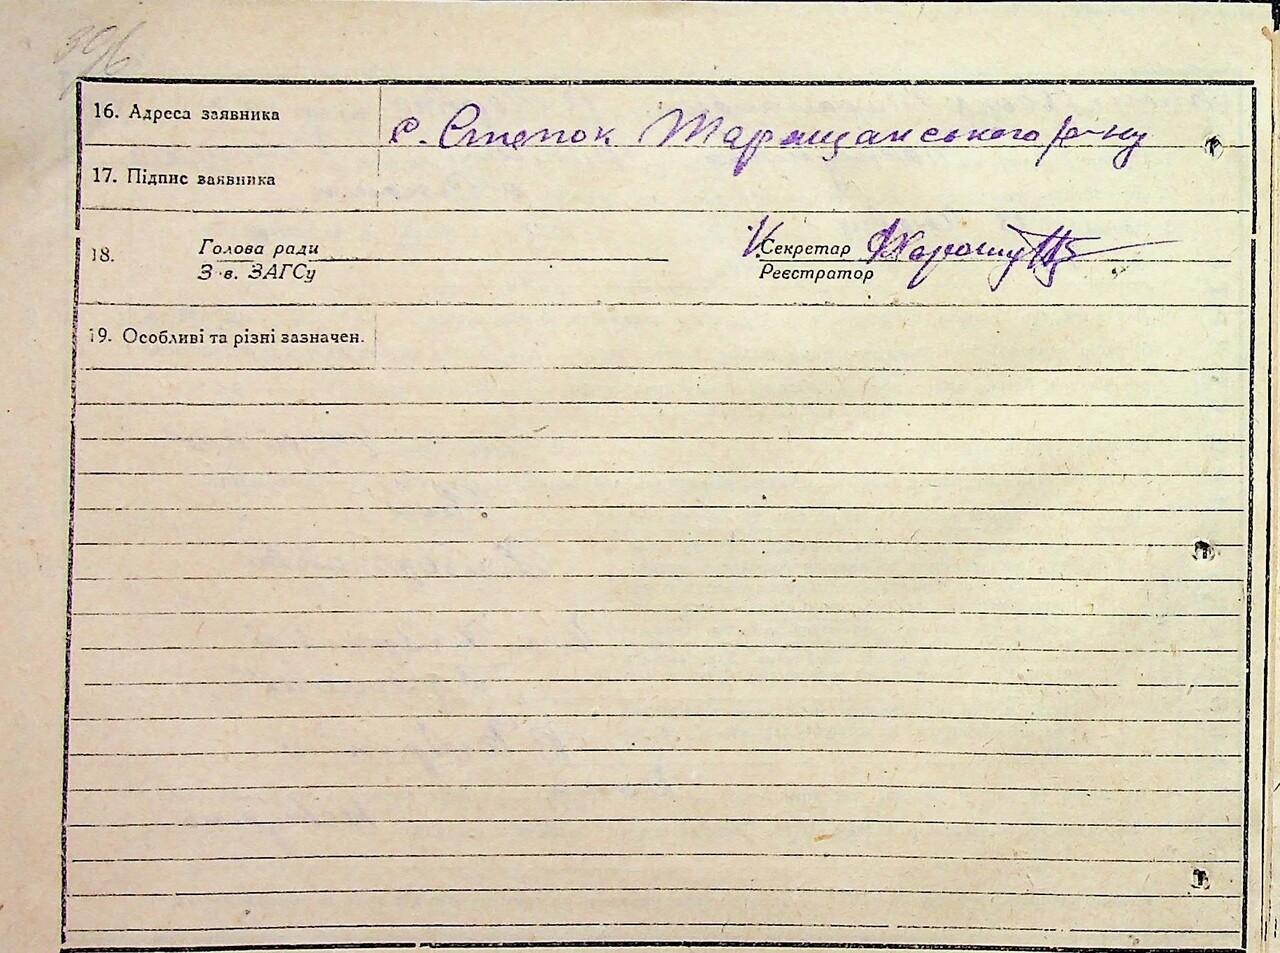 16. Адреса заявника с. Степок Таращанського р-ну
17. Підпис заявника
18. Голова ради Секретар
З·в. ЗАГСу Реєстратор
19. Особливі та різні зазначен.